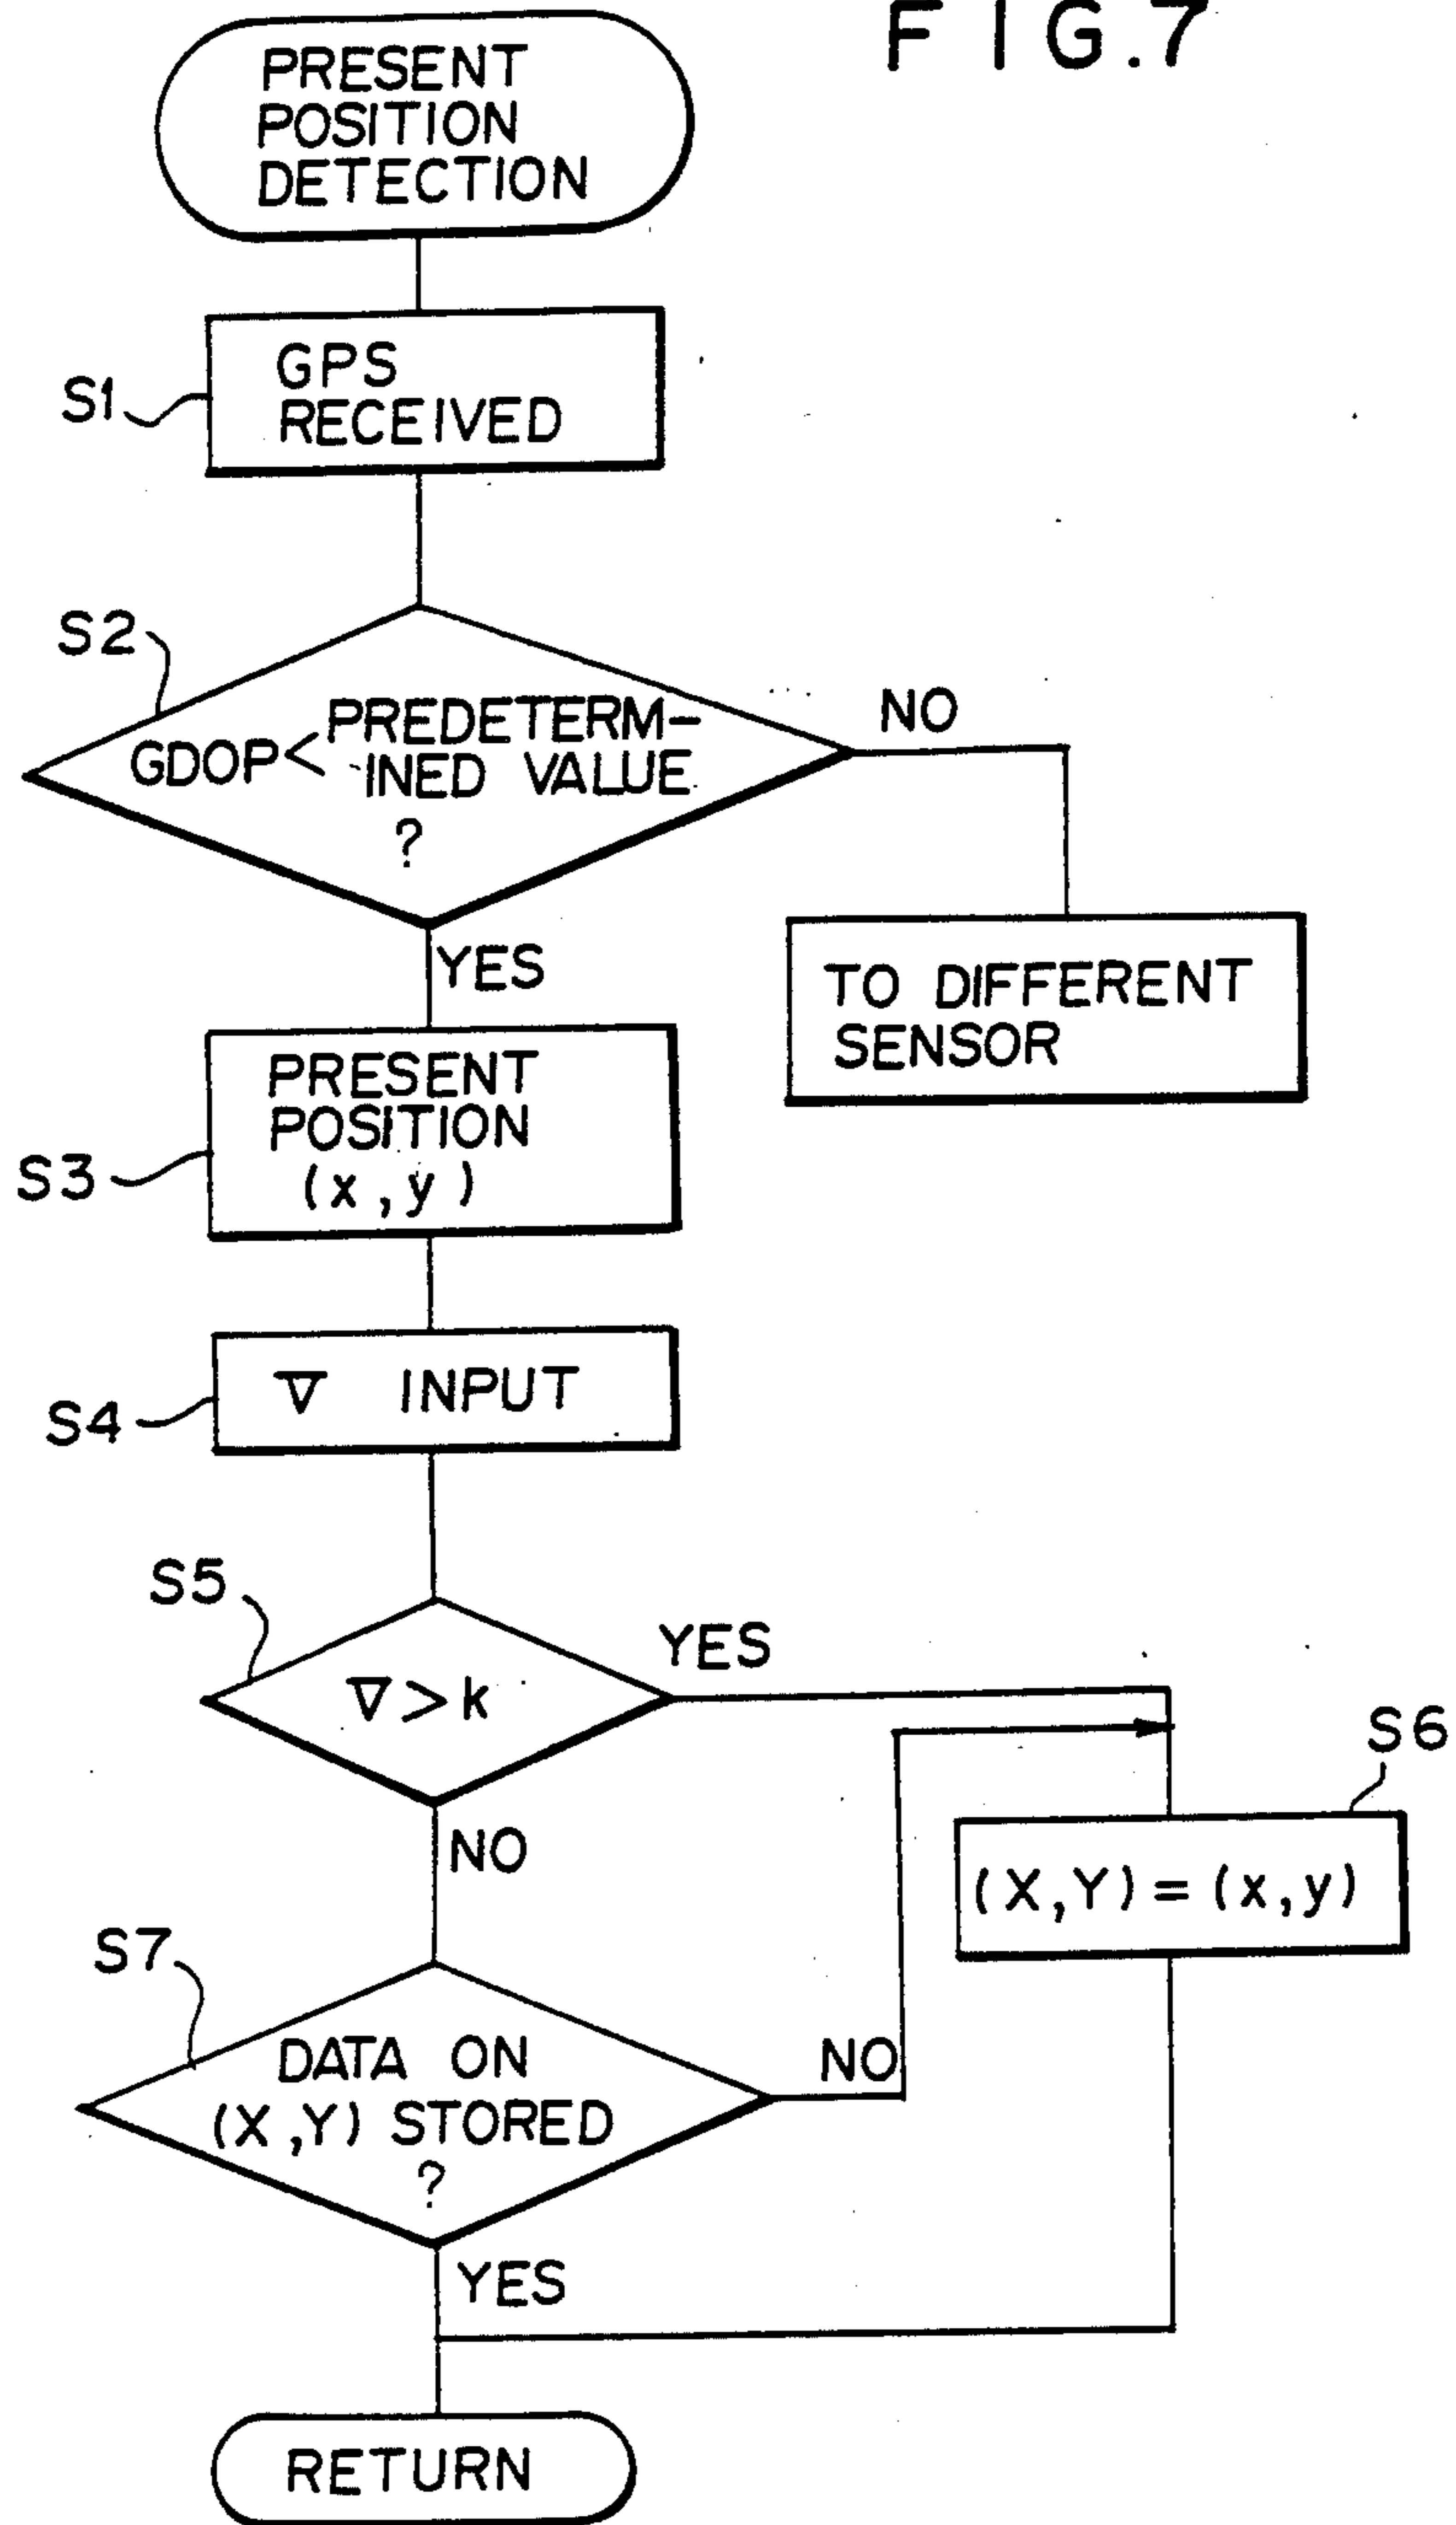 FIG.7
PRESENT
POSITION
DETECTION
S1
GPS
RECEIVED
S2
GDOP<
PREDETERM-
INED VALUE
?
NO
YES
TO DIFFERENT
SENSOR
S3
PRESENT
POSITION
(x,y)
S4
∇ INPUT
S5
∇>k
YES
NO
S6
(X,Y)=(x,y)
S7
DATA ON
(X,Y) STORED
?
NO
YES
RETURN